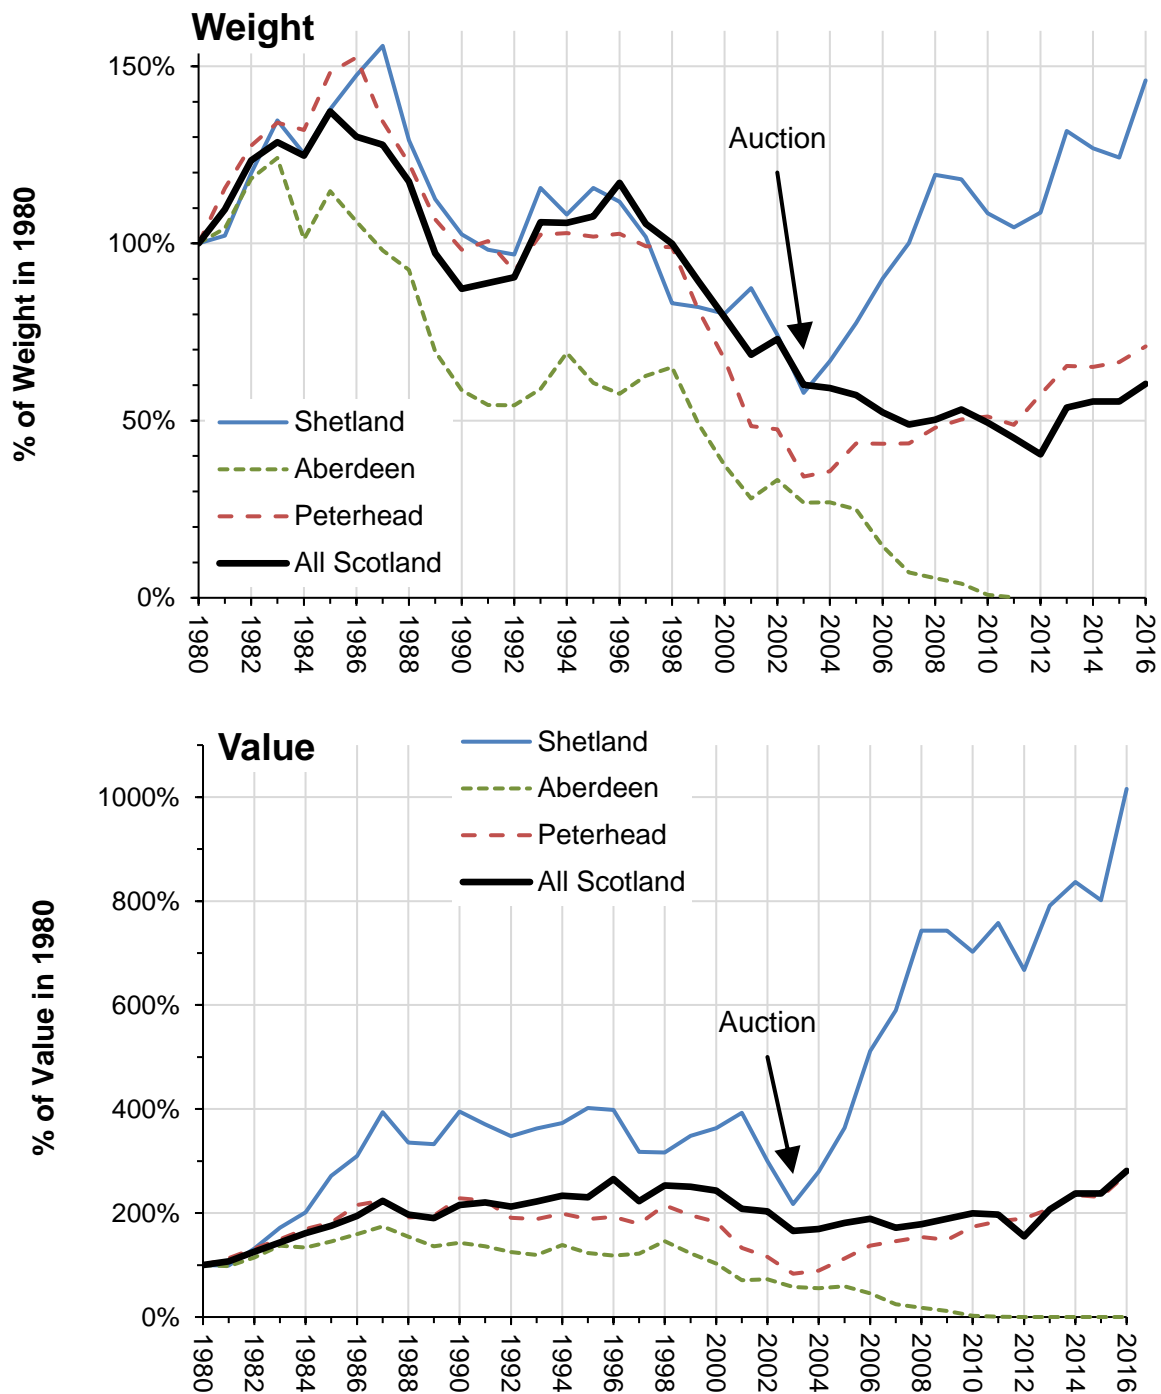 Weight
150%
100%
50%
0%
% of Weight in 1980
Auction
Shetland
Aberdeen
Peterhead
All Scotland
1980 1982 1984 1986 1988 1990 1992 1994 1996 1998 2000 2002 2004 2006 2008 2010 2012 2014 2016
Value
Shetland
Aberdeen
Peterhead
All Scotland
1000%
800%
600%
400%
200%
0%
% of Value in 1980
Auction
1980 1982 1984 1986 1988 1990 1992 1994 1996 1998 2000 2002 2004 2006 2008 2010 2012 2014 2016